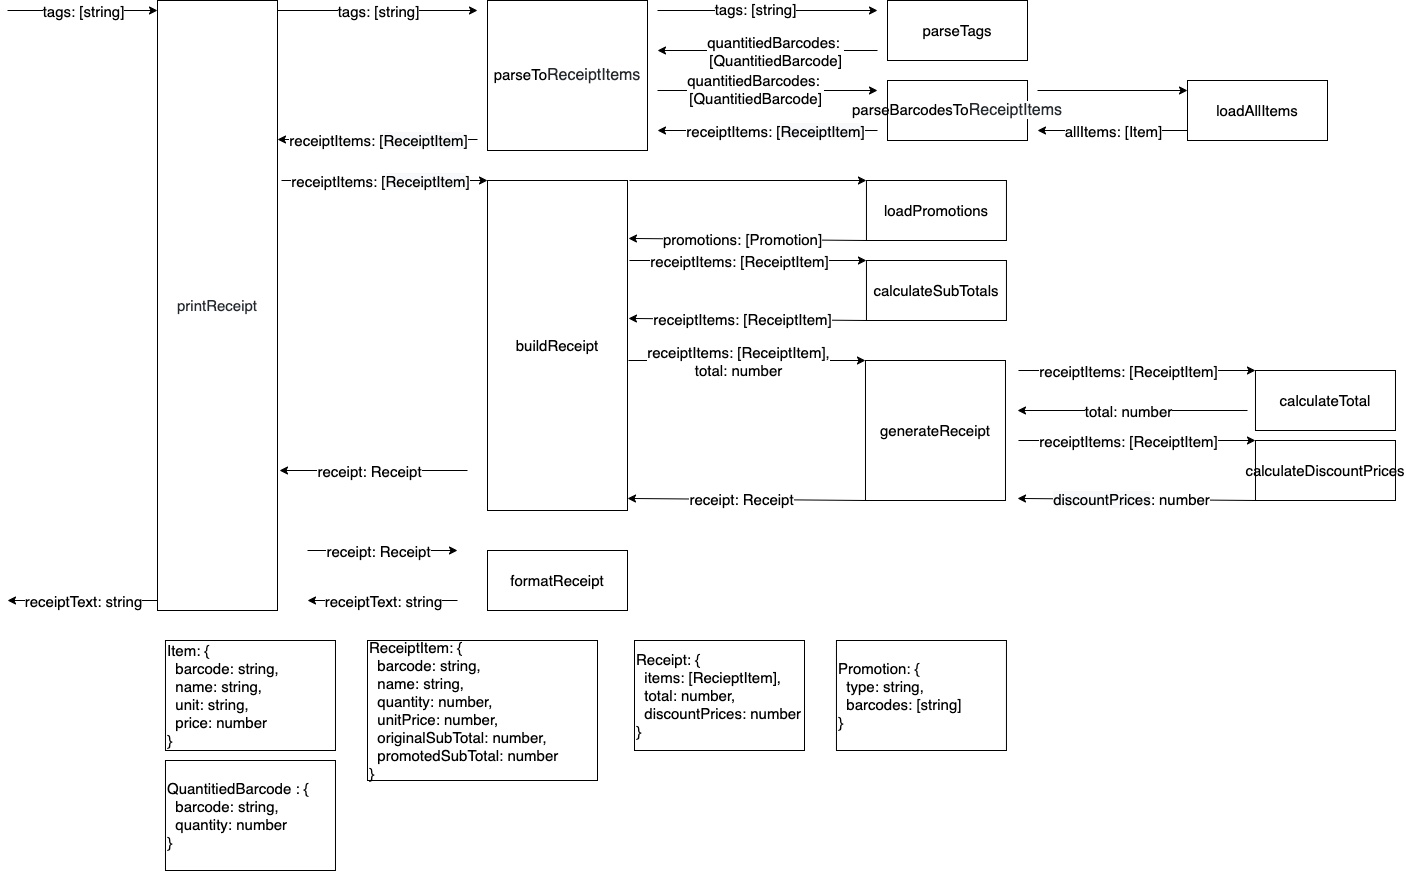 tags: [string]
tags: [string]
tags: [string]
parseTags
quantitiedBarcodes:
[QuantitiedBarcode]
parseToReceiptItems
quantitiedBarcodes:
[QuantitiedBarcode]
parseBarcodesToReceiptItems
loadAllItems
receiptItems: [ReceiptItem]
allItems: [Item]
receiptItems: [ReceiptItem]
receiptItems: [ReceiptItem]
loadPromotions
promotions: [Promotion]
receiptItems: [ReceiptItem]
calculateSubTotals
printReceipt
receiptItems: [ReceiptItem]
buildReceipt
receiptItems: [ReceiptItem],
total: number
receiptItems: [ReceiptItem]
calculateTotal
total: number
generateReceipt
receiptItems: [ReceiptItem]
calculateDiscountPrices
receipt: Receipt
receipt: Receipt
discountPrices: number
receipt: Receipt
formatReceipt
receiptText: string
receiptText: string
Item: {
barcode: string,
name: string,
unit: string,
price: number
}
ReceiptItem: {
barcode: string,
name: string,
quantity: number,
unitPrice: number,
originalSubTotal: number,
promotedSubTotal: number
}
Receipt: {
items: [RecieptItem],
total: number,
discountPrices: number
}
Promotion: {
type: string,
barcodes: [string]
}
QuantitiedBarcode : {
barcode: string,
quantity: number
}